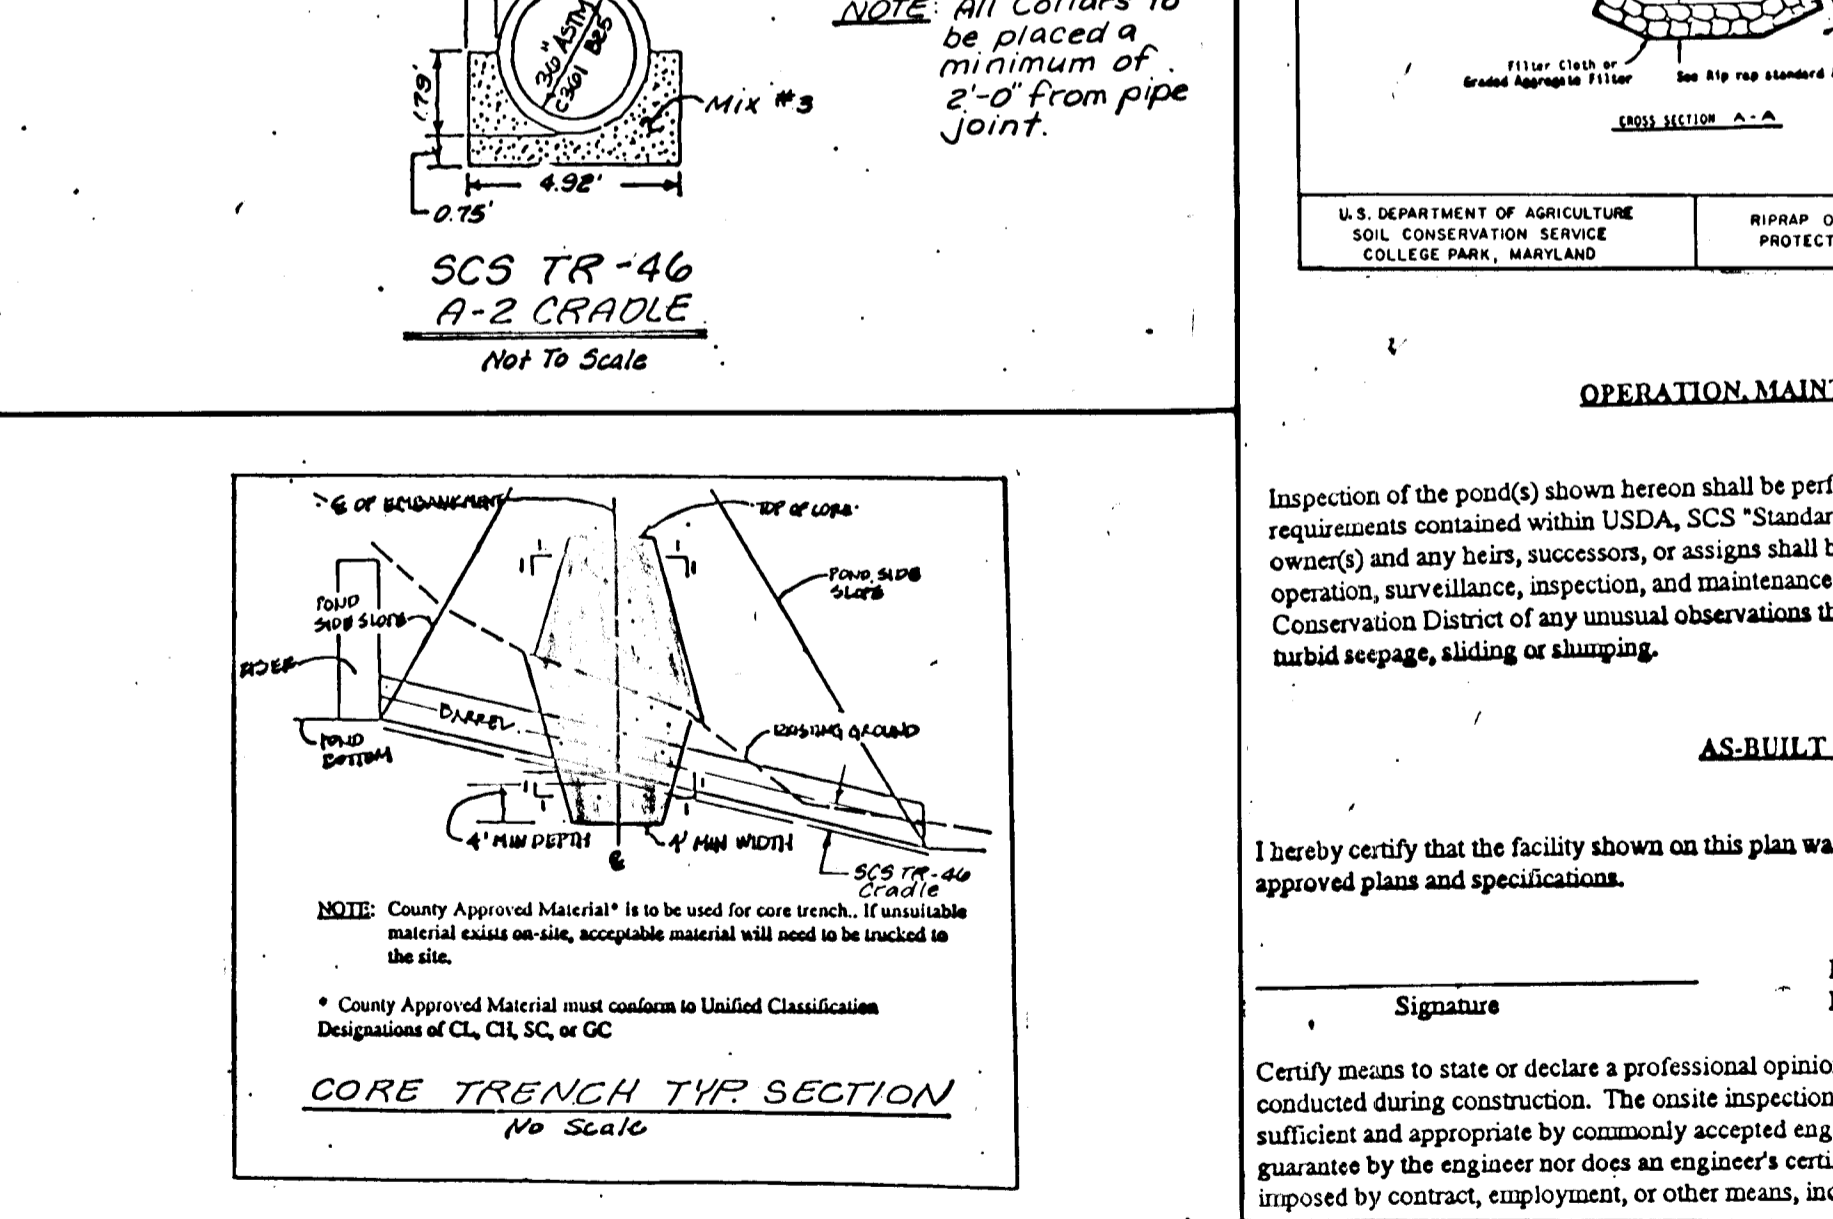 36" ASTM
C361 B25
1.79'
Mix #3
4.92'
0.75'
SCS TR-46
A-2 CRADLE
Not To Scale
NOTE: All Collars To
be placed a
minimum of
2'-0" from pipe
joint.
Filter Cloth or
Graded Aggregate Filter
See Rip rap standard
CROSS SECTION A-A
U.S. DEPARTMENT OF AGRICULTURE
SOIL CONSERVATION SERVICE
COLLEGE PARK, MARYLAND
RIPRAP O
PROTECT
℄ OF EMBANKMENT
TOP OF CORE
POND SIDE
SLOPE
POND
SIDE SLOPE
RISER
BARREL
POND
BOTTOM
EXISTING GROUND
4' MIN DEPTH
4' MIN WIDTH
℄
SCS TR-46
Cradle
NOTE: County Approved Material* is to be used for core trench.. If unsuitable
material exists on-site, acceptable material will need to be trucked to
the site.
* County Approved Material must conform to Unified Classification
Designations of CL, CH, SC, or GC
CORE TRENCH TYP. SECTION
No Scale
OPERATION, MAINT
Inspection of the pond(s) shown hereon shall be perf
requirements contained within USDA, SCS "Standar
owner(s) and any heirs, successors, or assigns shall b
operation, surveillance, inspection, and maintenance
Conservation District of any unusual observations th
turbid seepage, sliding or slumping.
AS-BUILT
I hereby certify that the facility shown on this plan wa
approved plans and specifications.
Signature
Certify means to state or declare a professional opinio
conducted during construction. The onsite inspection
sufficient and appropriate by commonly accepted eng
guarantee by the engineer nor does an engineer's certi
imposed by contract, employment, or other means, inc